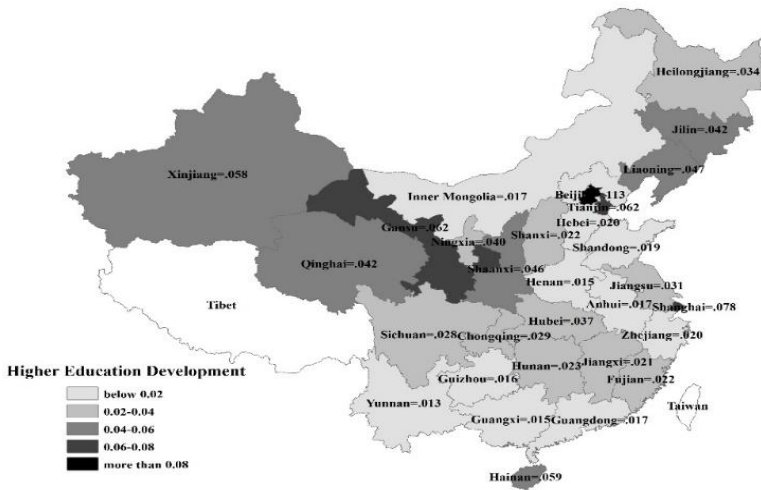 Heilongjiang=.034
Jilin=.042
Liaoning=.047
Xinjiang=.058
Inner Mongolia=.017
.113
Tianjin=.062
Hebei=.020
Gansu=.062
Ningxia=.040
Shanxi=.022
Shandong=.019
Qinghai=.042
Shaanxi=.046
Henan=.015
Jiangsu=.031
Anhui=.017
Shanghai=.078
Tibet
Hubei=.037
Sichuan=.028
Chongqing=.029
Zhejiang=.020
Hunan=.023
Jiangxi=.021
Fujian=.022
Guizhou=.016
Yunnan=.013
Guangxi=.015
Guangdong=.017
Taiwan
Hainan=.059
Higher Education Development
below 0.02
0.02-0.04
0.04-0.06
0.06-0.08
more than 0.08